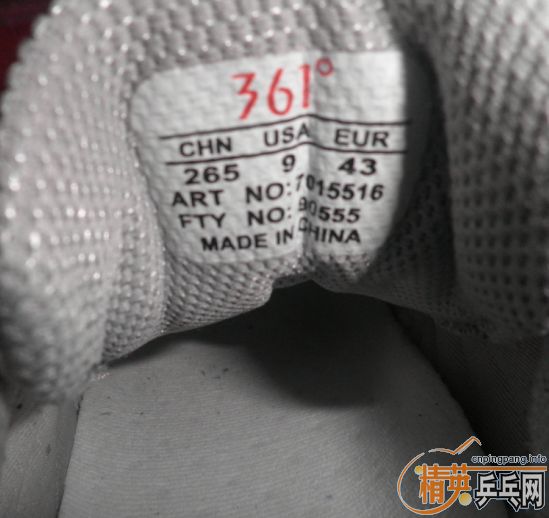 361°
CHN USA EUR
265 9 43
ART NO:7015516
FTY NO:90555
MADE IN CHINA
cnpingpang.info
精英乒乓网